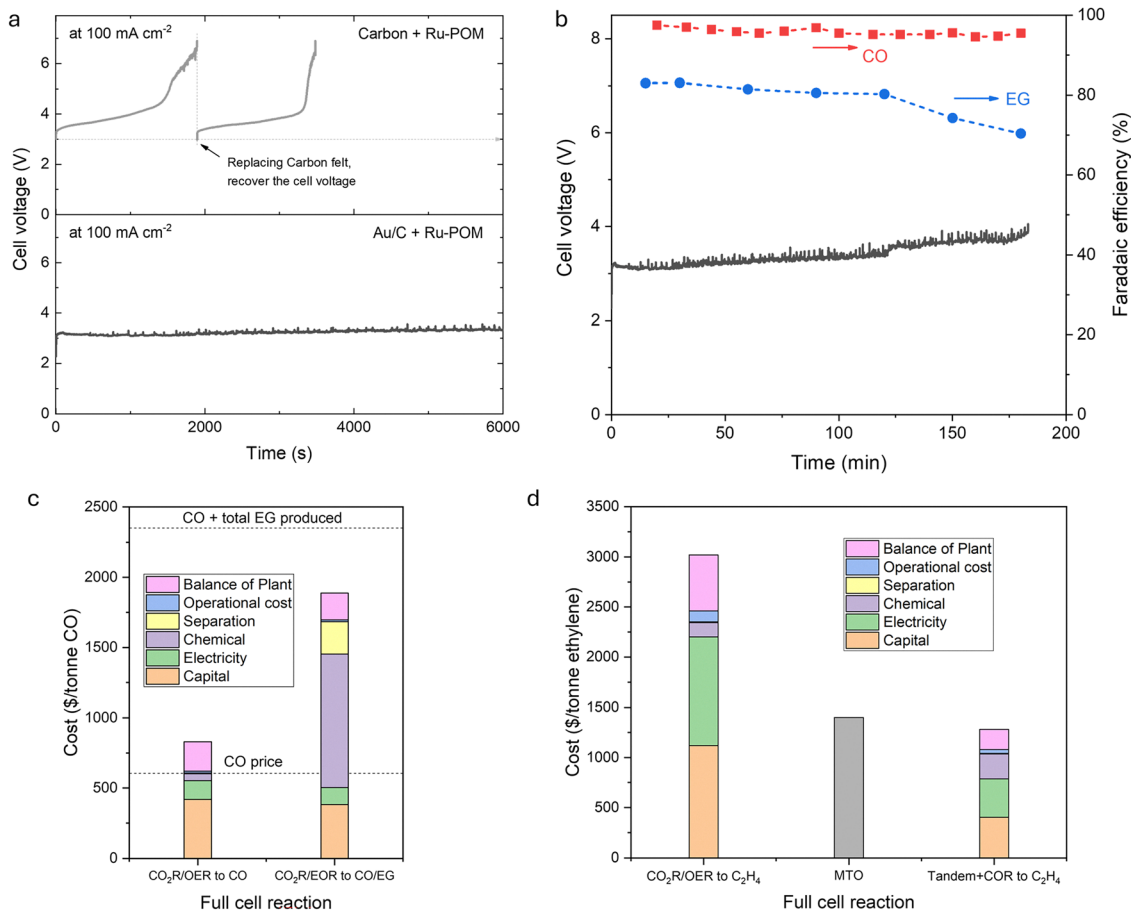 a
at 100 mA cm⁻²
Carbon + Ru-POM
6
4
2
0
Replacing Carbon felt,
recover the cell voltage
at 100 mA cm⁻²
Au/C + Ru-POM
6
4
2
0
0
2000
4000
6000
Cell voltage (V)
Time (s)
b
8
6
4
2
0
Cell voltage (V)
CO
EG
100
80
60
40
20
0
Faradaic efficiency (%)
0
50
100
150
200
Time (min)
c
2500
2000
1500
1000
500
0
Cost ($/tonne CO)
CO + total EG produced
Balance of Plant
Operational cost
Separation
Chemical
Electricity
Capital
CO price
CO₂R/OER to CO
CO₂R/EOR to CO/EG
Full cell reaction
d
3500
3000
2500
2000
1500
1000
500
0
Cost ($/tonne ethylene)
Balance of Plant
Operational cost
Separation
Chemical
Electricity
Capital
CO₂R/OER to C₂H₄
MTO
Tandem+COR to C₂H₄
Full cell reaction